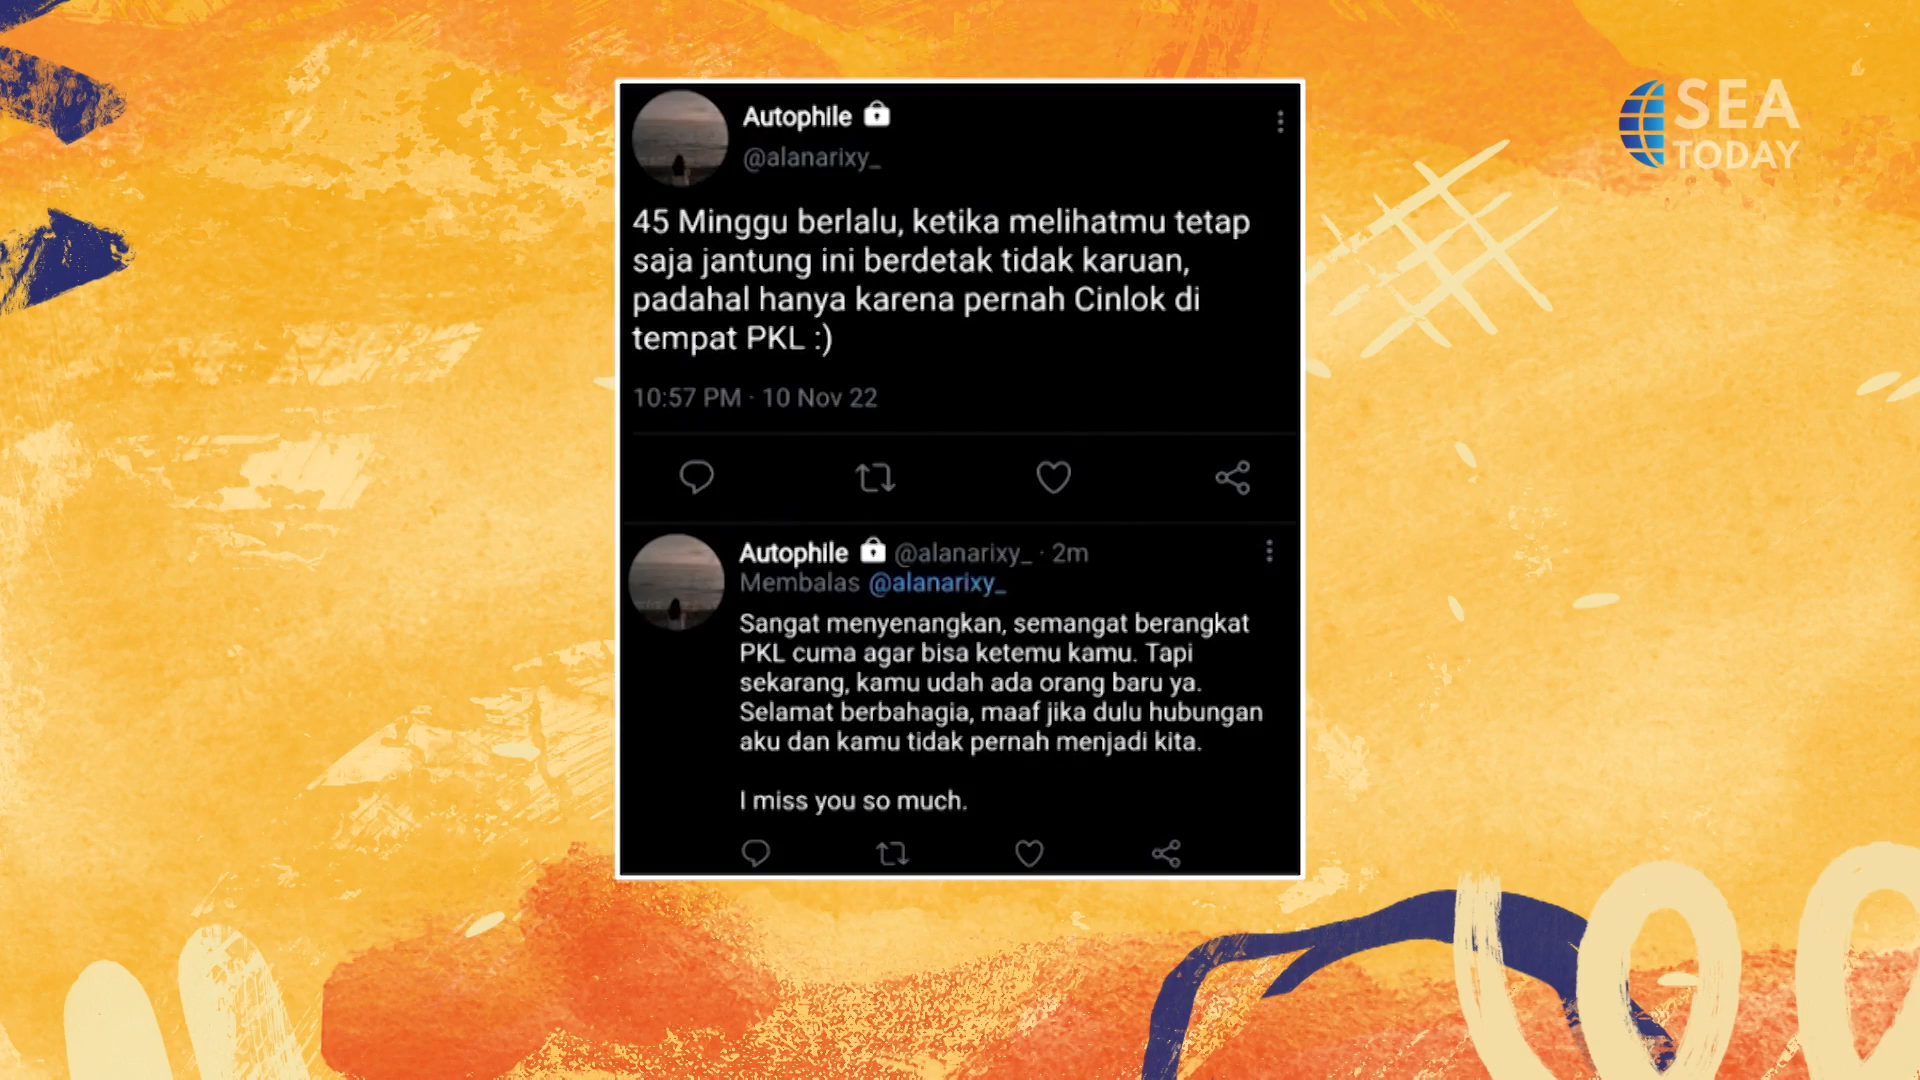 SEA
TODAY
Autophile
@alanarixy_
45 Minggu berlalu, ketika melihatmu tetap
saja jantung ini berdetak tidak karuan,
padahal hanya karena pernah Cinlok di
tempat PKL :)
10:57 PM · 10 Nov 22
Autophile @alanarixy_ · 2m
Membalas @alanarixy_
Sangat menyenangkan, semangat berangkat
PKL cuma agar bisa ketemu kamu. Tapi
sekarang, kamu udah ada orang baru ya.
Selamat berbahagia, maaf jika dulu hubungan
aku dan kamu tidak pernah menjadi kita.
I miss you so much.